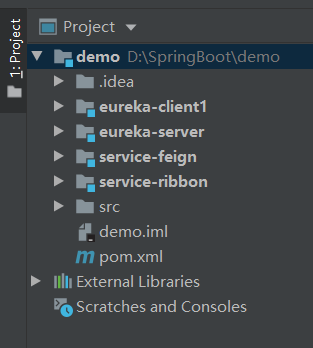 1: Project
Project
demo D:\SpringBoot\demo
.idea
eureka-client1
eureka-server
service-feign
service-ribbon
src
demo.iml
m pom.xml
External Libraries
Scratches and Consoles